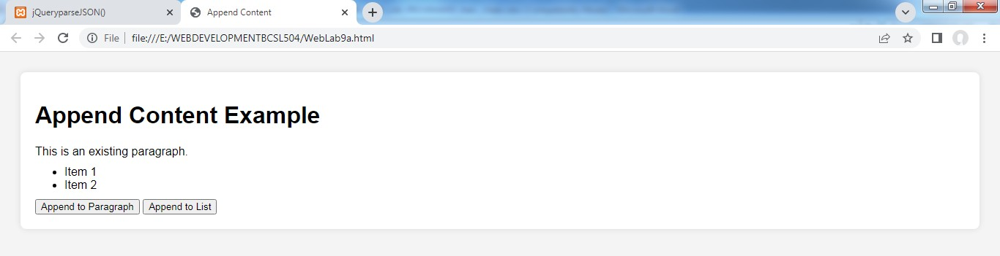 jQueryparseJSON()
Append Content
File
file:///E:/WEBDEVELOPMENTBCSL504/WebLab9a.html
Append Content Example
This is an existing paragraph.
Item 1
Item 2
Append to Paragraph Append to List